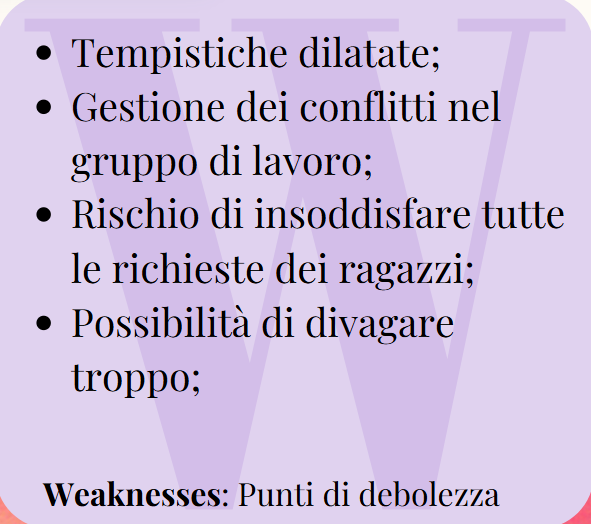 W
• Tempistiche dilatate;
• Gestione dei conflitti nel
gruppo di lavoro;
• Rischio di insoddisfare tutte
le richieste dei ragazzi;
• Possibilità di divagare
troppo;
Weaknesses: Punti di debolezza